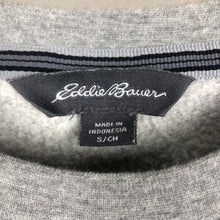 Eddie Bauer
MADE IN
INDONESIA
S/CH